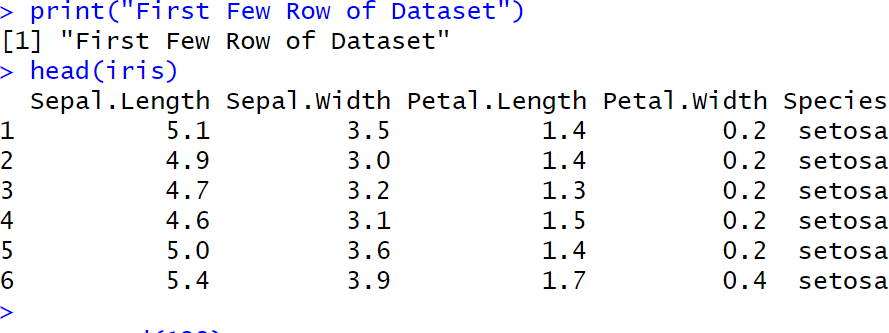 > print("First Few Row of Dataset")
[1] "First Few Row of Dataset"
> head(iris)
  Sepal.Length Sepal.Width Petal.Length Petal.Width Species
1          5.1         3.5          1.4         0.2  setosa
2          4.9         3.0          1.4         0.2  setosa
3          4.7         3.2          1.3         0.2  setosa
4          4.6         3.1          1.5         0.2  setosa
5          5.0         3.6          1.4         0.2  setosa
6          5.4         3.9          1.7         0.4  setosa
>